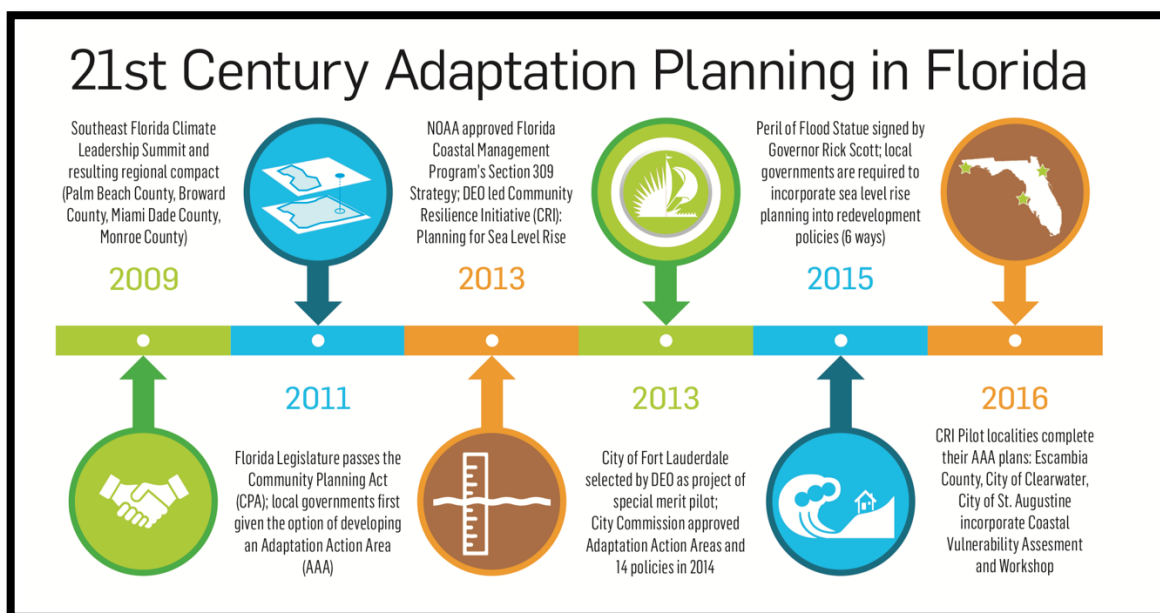 21st Century Adaptation Planning in Florida
Southeast Florida Climate
Leadership Summit and
resulting regional compact
(Palm Beach County, Broward
County, Miami Dade County,
Monroe County)
2009
2011
Florida Legislature passes the
Community Planning Act
(CPA); local governments first
given the option of developing
an Adaptation Action Area
(AAA)
NOAA approved Florida
Coastal Management
Program's Section 309
Strategy; DEO led Community
Resilience Initiative (CRI):
Planning for Sea Level Rise
2013
2013
City of Fort Lauderdale
selected by DEO as project of
special merit pilot;
City Commission approved
Adaptation Action Areas and
14 policies in 2014
Peril of Flood Statue signed by
Governor Rick Scott; local
governments are required to
incorporate sea level rise
planning into redevelopment
policies (6 ways)
2015
2016
CRI Pilot localities complete
their AAA plans: Escambia
County, City of Clearwater,
City of St. Augustine
incorporate Coastal
Vulnerability Assesment
and Workshop